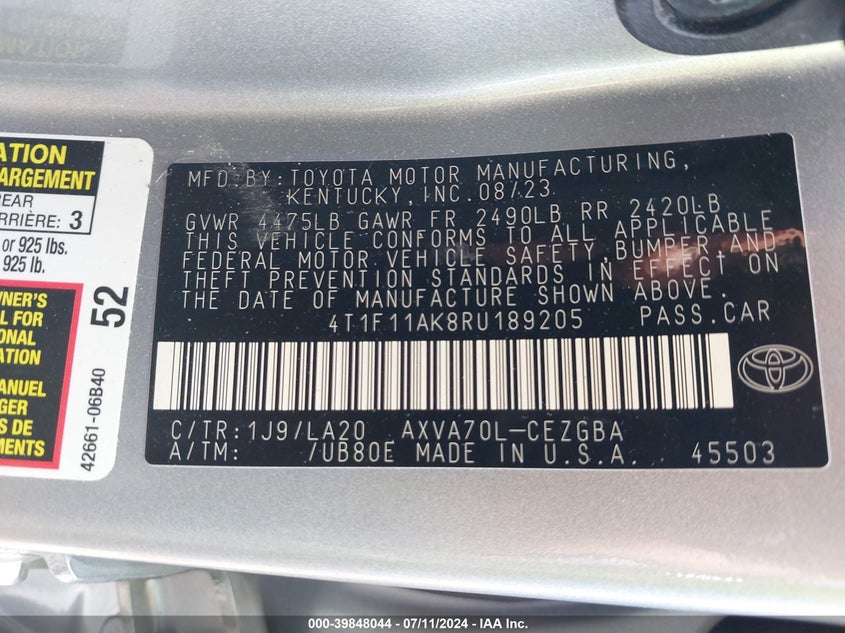 ATION
ARGEMENT
REAR
ARRIÈRE: 3
or 925 lbs.
925 lb.
WNER'S
L FOR
ONAL
ATION
MANUEL
GER
S DE
MENTS
52
42661-06B40
MFD.BY:TOYOTA MOTOR MANUFACTURING,
KENTUCKY,INC.08/23
GVWR 4475LB GAWR FR 2490LB RR 2420LB
THIS VEHICLE CONFORMS TO ALL APPLICABLE
FEDERAL MOTOR VEHICLE SAFETY,BUMPER AND
THEFT PREVENTION STANDARDS IN EFFECT ON
THE DATE OF MANUFACTURE SHOWN ABOVE.
4T1F11AK8RU189205 PASS.CAR
C/TR:1J9/LA20 AXVA70L-CEZGBA
A/TM: /UB80E MADE IN U.S.A. 45503
000-39848044 / 07/11/2024 - IAA Inc.